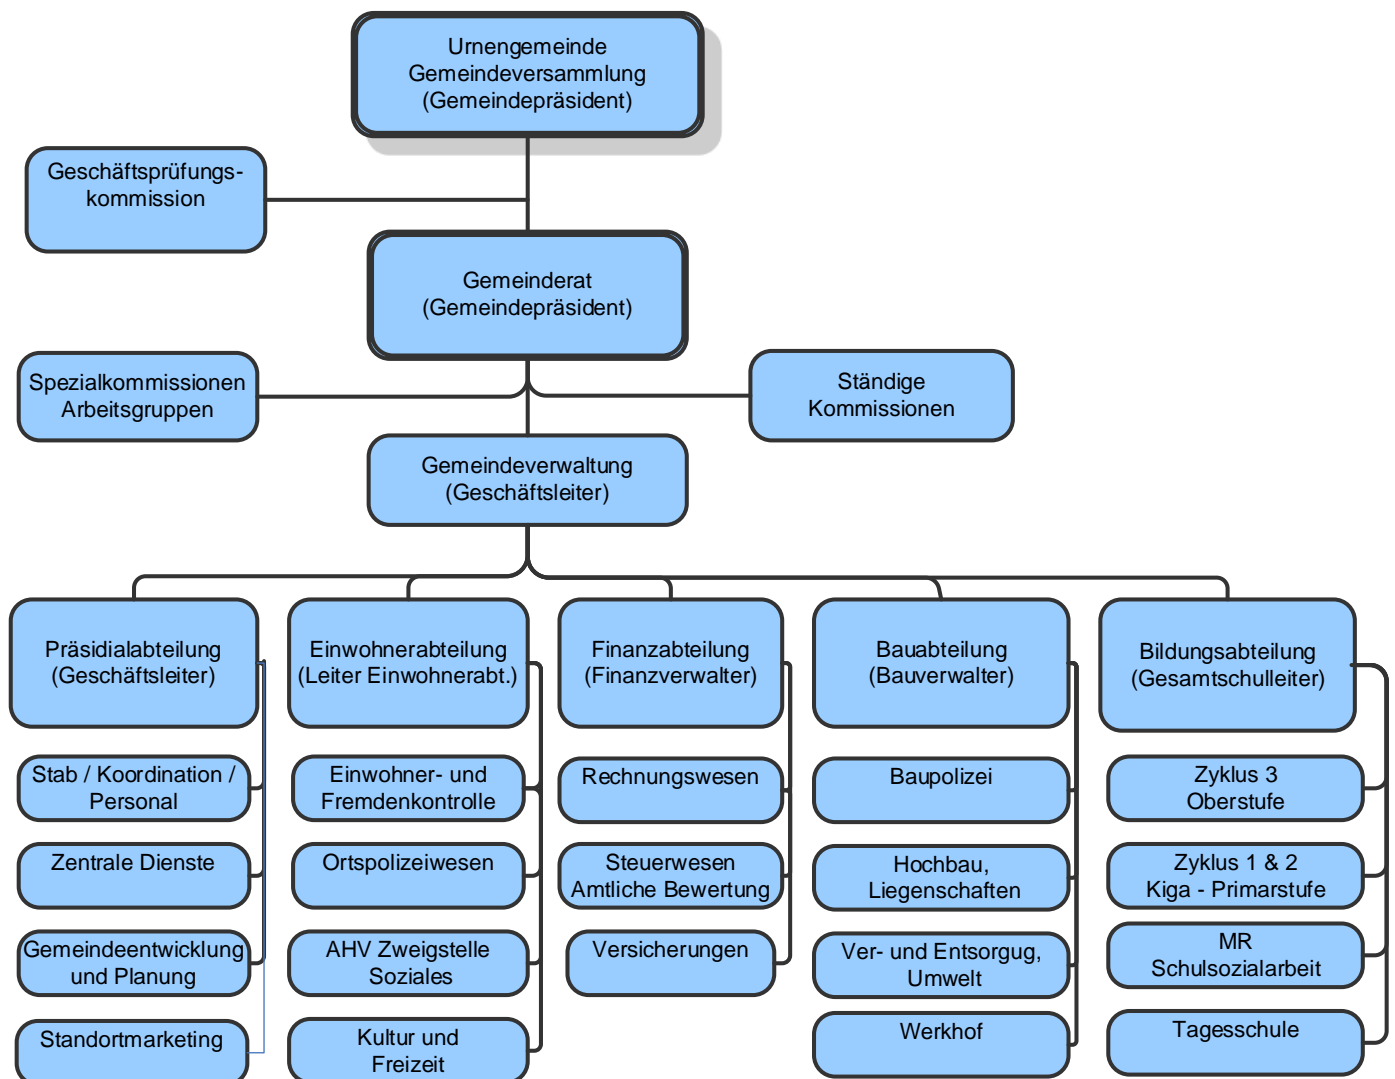 Urnengemeinde
Gemeindeversammlung
(Gemeindepräsident)
Geschäftsprüfungs-
kommission
Gemeinderat
(Gemeindepräsident)
Spezialkommissionen
Arbeitsgruppen
Ständige
Kommissionen
Gemeindeverwaltung
(Geschäftsleiter)
Präsidialabteilung
(Geschäftsleiter)
Einwohnerabteilung
(Leiter Einwohnerabt.)
Finanzabteilung
(Finanzverwalter)
Bauabteilung
(Bauverwalter)
Bildungsabteilung
(Gesamtschulleiter)
Stab / Koordination /
Personal
Einwohner- und
Fremdenkontrolle
Rechnungswesen
Baupolizei
Zyklus 3
Oberstufe
Zentrale Dienste
Ortspolizeiwesen
Steuerwesen
Amtliche Bewertung
Hochbau,
Liegenschaften
Zyklus 1 & 2
Kiga - Primarstufe
Gemeindeentwicklung
und Planung
AHV Zweigstelle
Soziales
Versicherungen
Ver- und Entsorgug,
Umwelt
MR
Schulsozialarbeit
Standortmarketing
Kultur und
Freizeit
Werkhof
Tagesschule